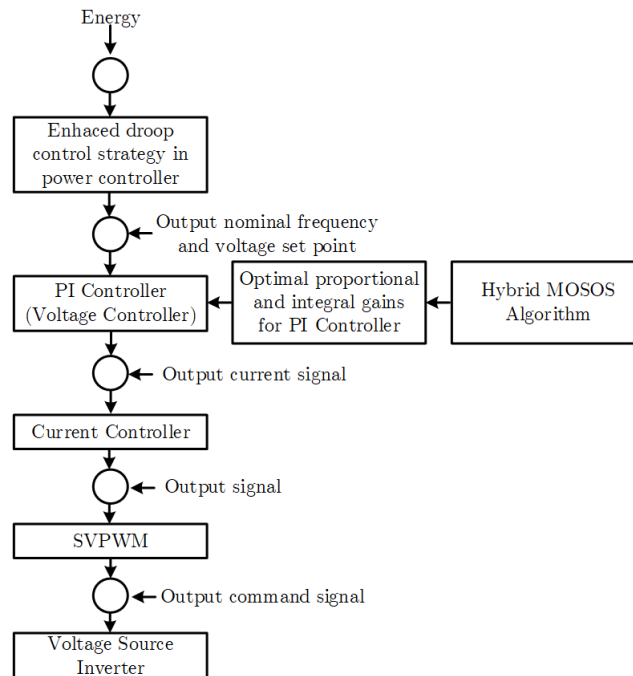 Energy
Enhaced droop
control strategy in
power controller
Output nominal frequency
and voltage set point
PI Controller
(Voltage Controller)
Optimal proportional
and integral gains
for PI Controller
Hybrid MOSOS
Algorithm
Output current signal
Current Controller
Output signal
SVPWM
Output command signal
Voltage Source
Inverter